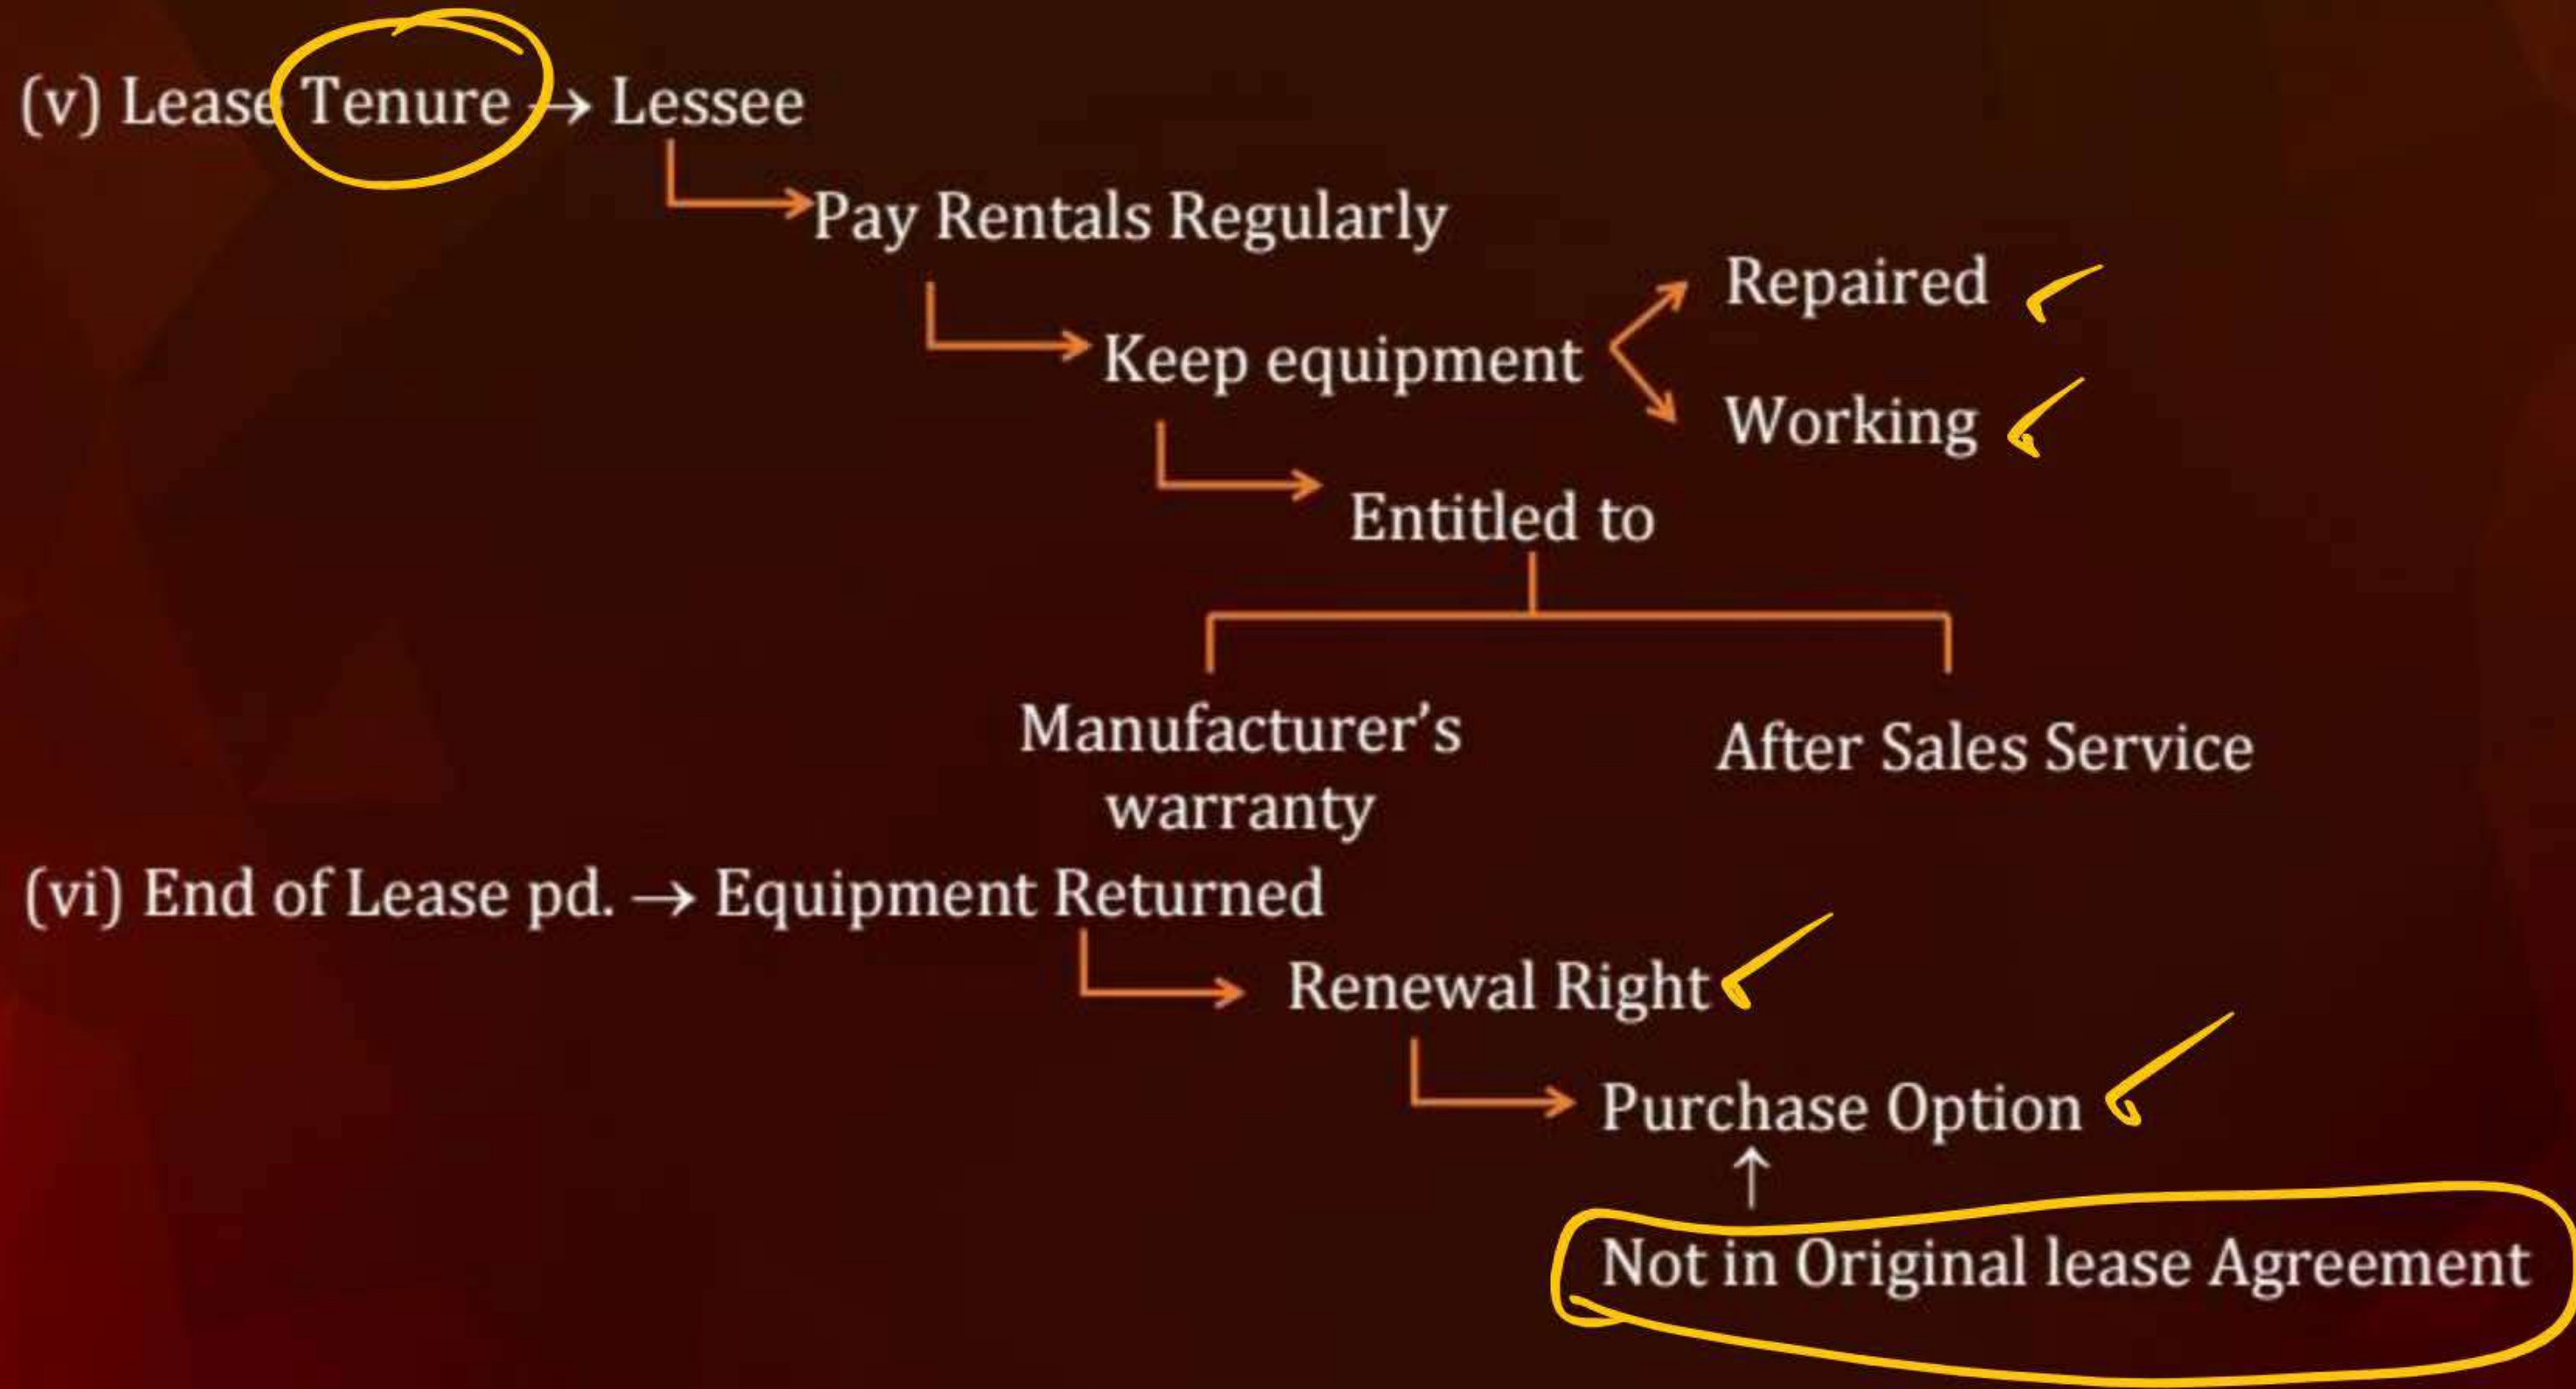 (v) Lease Tenure → Lessee
Pay Rentals Regularly
Repaired
Keep equipment
Working
Entitled to
Manufacturer's
warranty
After Sales Service
(vi) End of Lease pd. → Equipment Returned
Renewal Right
Purchase Option
↑
Not in Original lease Agreement